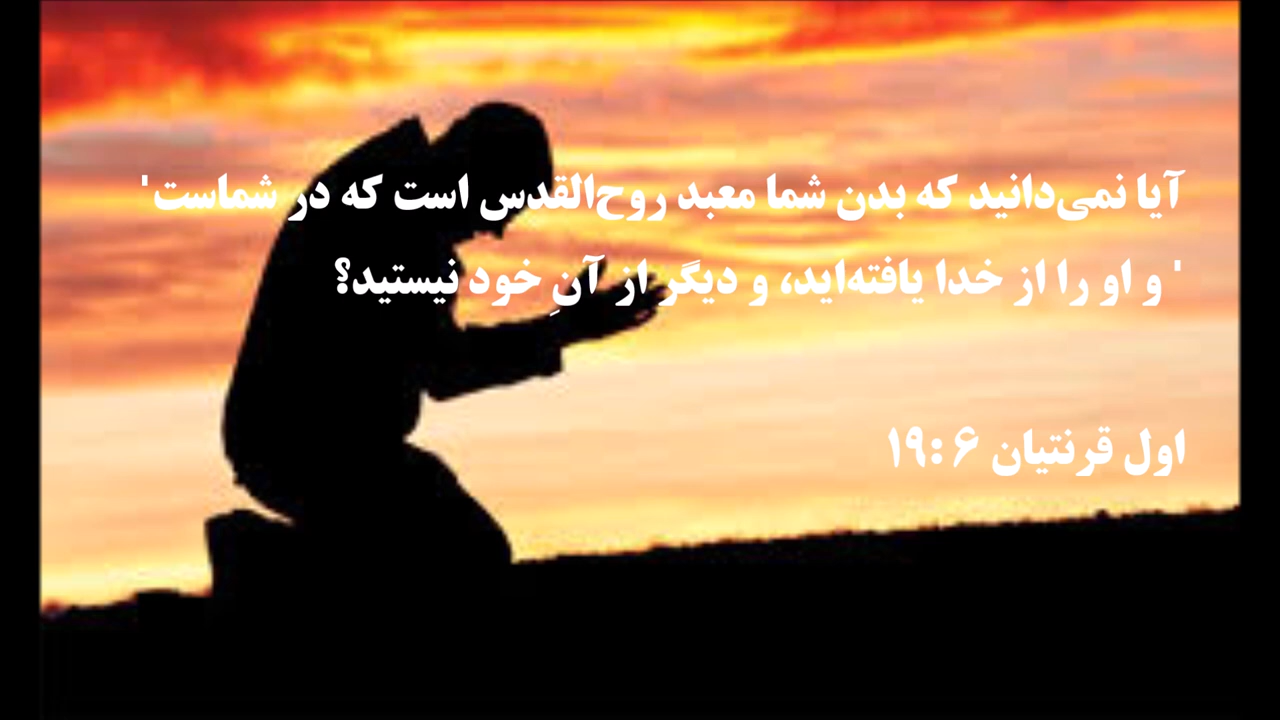 آیا نمی‌دانید که بدن شما معبد روح‌القدس است که در شماست'
' و او را از خدا یافته‌اید، و دیگر از آنِ خود نیستید؟
اول قرنتیان ۶:۱۹